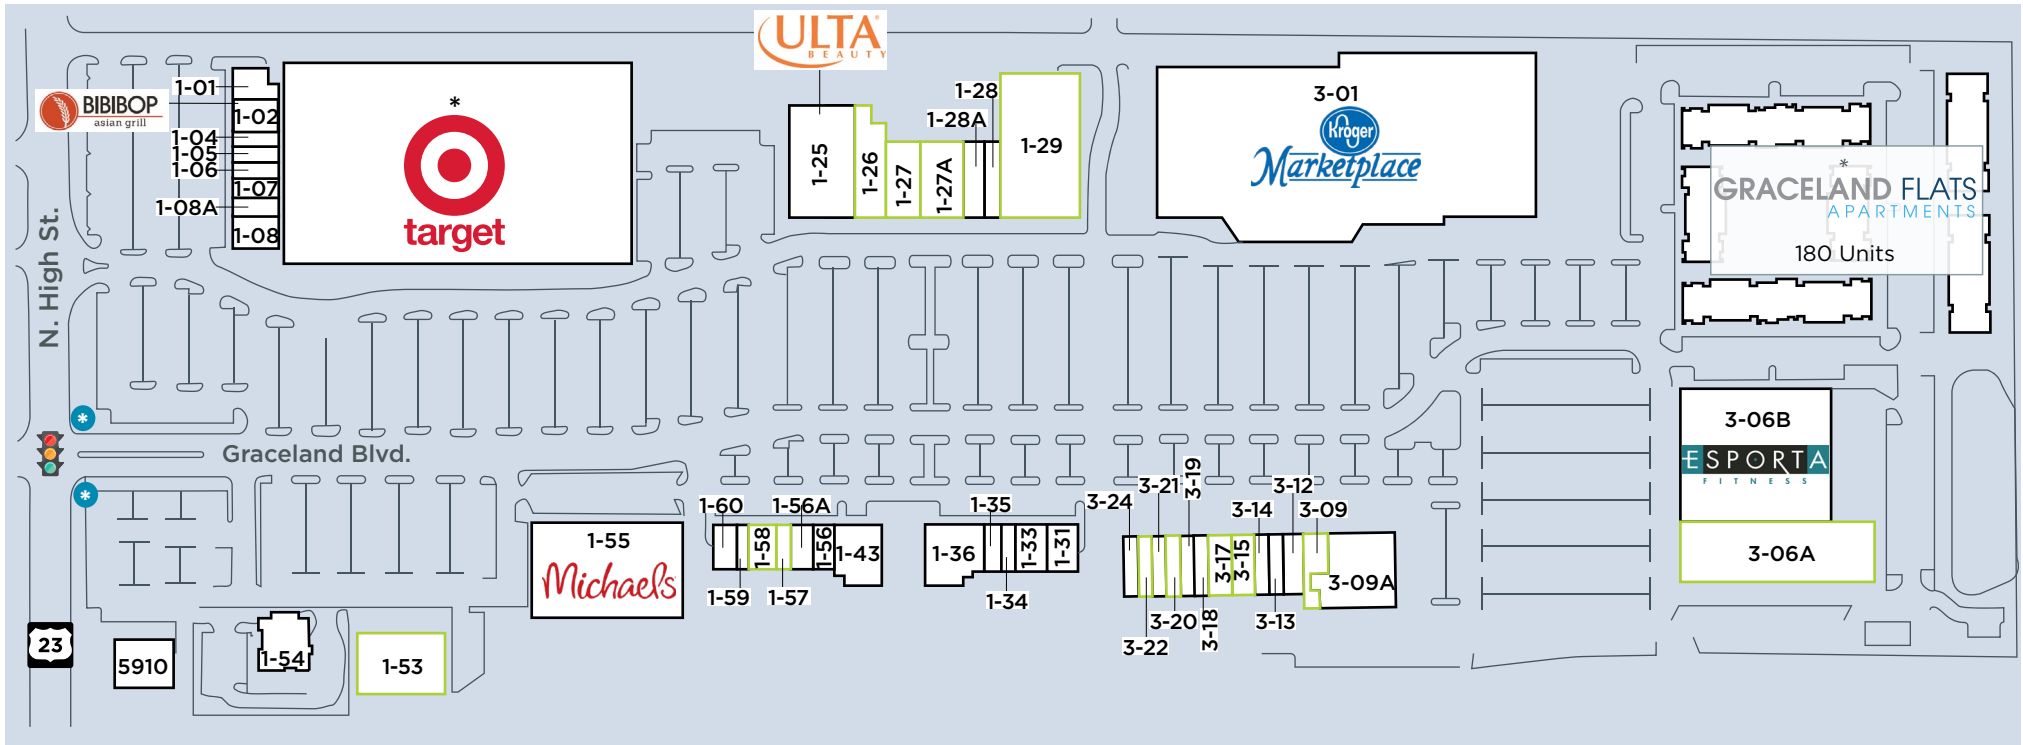 ULTA
BEAUTY
1-01
BIBIBOP
asian grill
1-02
1-04
1-05
1-06
1-07
1-08A
1-08
*
target
1-25
1-26
1-27
1-27A
1-28A
1-28
1-29
3-01
Kroger
Marketplace
*
GRACELAND FLATS
APARTMENTS
180 Units
N. High St.
*
Graceland Blvd.
*
3-06B
ESPORTA
FITNESS
3-06A
1-55
Michaels
1-60
1-59
1-58
1-57
1-56A
1-56
1-43
1-36
1-35
1-34
1-33
1-31
3-24
3-22
3-21
3-20
3-19
3-18
3-17
3-15
3-14
3-13
3-12
3-09
3-09A
23
5910
1-54
1-53